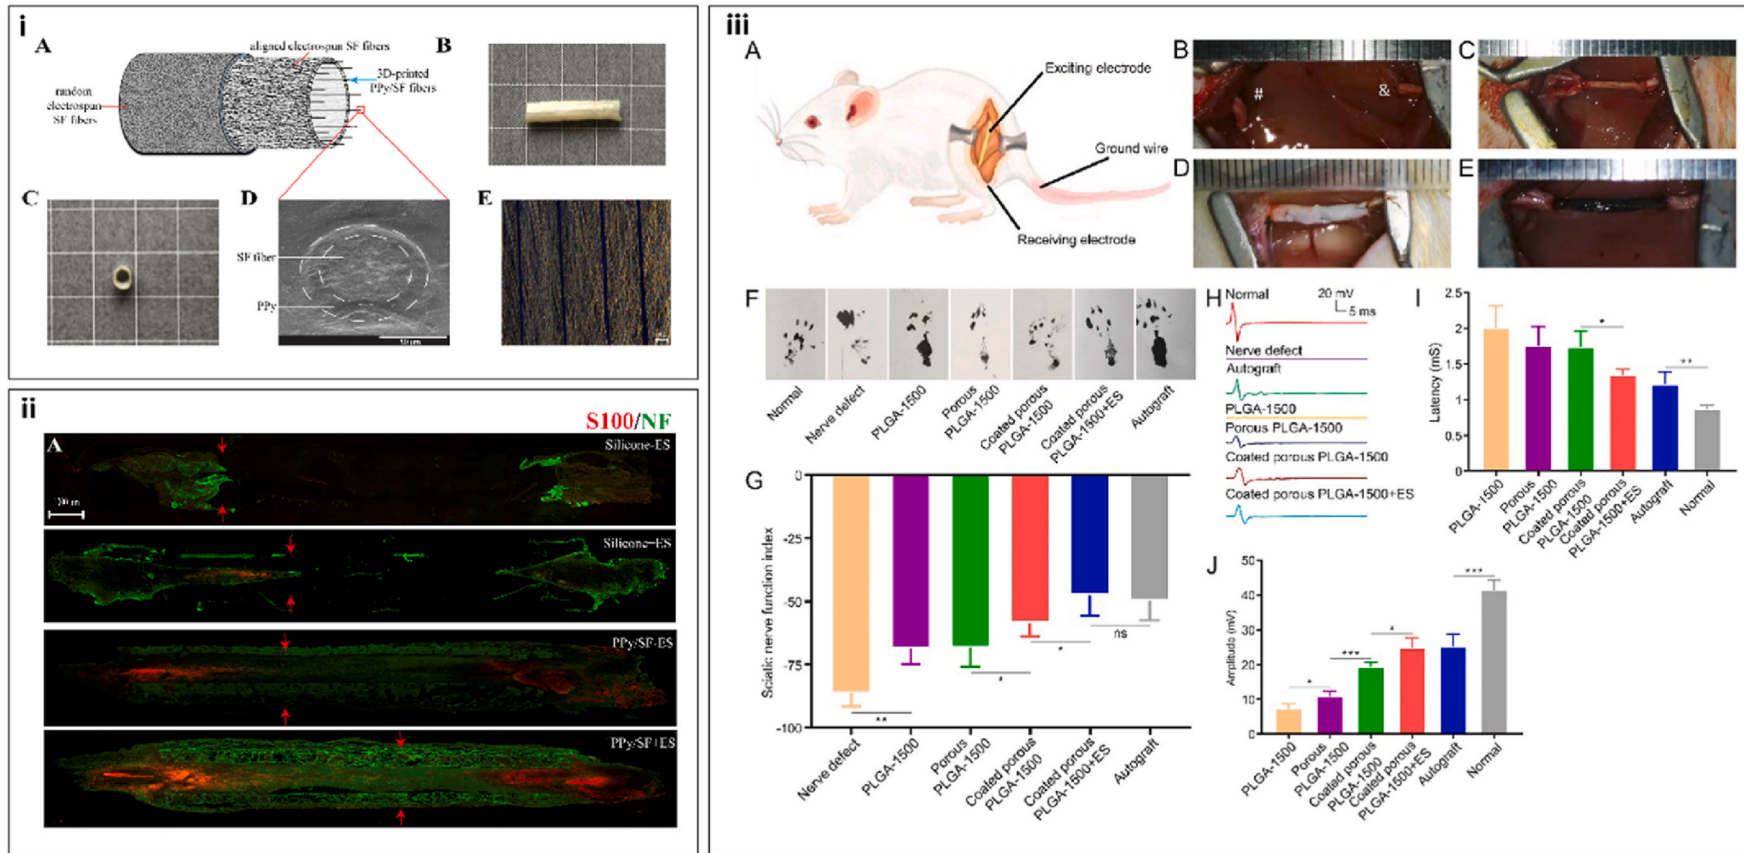 i
A
aligned electrospun SF fibers
3D-printed
PPy/SF fibers
random
electrospun
SF fibers
B
C
D
SF fiber
PPy
10 μm
E
ii
S100/NF
A
Silicone-ES
Silicone+ES
PPy/SF-ES
PPy/SF+ES
iii
A
Exciting electrode
Ground wire
Receiving electrode
B
#
&
C
D
E
F
Normal
Nerve defect
PLGA-1500
Porous
PLGA-1500
Coated porous
PLGA-1500
Coated porous
PLGA-1500+ES
Autograft
G
Sciatic nerve function index
0
-25
-50
-75
-100
**
*
*
ns
Nerve defect
PLGA-1500
Porous
PLGA-1500
Coated porous
PLGA-1500
Coated porous
PLGA-1500+ES
Autograft
H
Normal
20 mV
5 ms
Nerve defect
Autograft
PLGA-1500
Porous PLGA-1500
Coated porous PLGA-1500
Coated porous PLGA-1500+ES
I
Latency (mS)
2.5
2
1.5
1
0.5
0
*
**
PLGA-1500
Porous
PLGA-1500
Coated porous
PLGA-1500
Coated porous
PLGA-1500+ES
Autograft
Normal
J
Amplitude (mV)
50
40
30
20
10
0
*
***
*
***
PLGA-1500
Porous
PLGA-1500
Coated porous
PLGA-1500
Coated porous
PLGA-1500+ES
Autograft
Normal